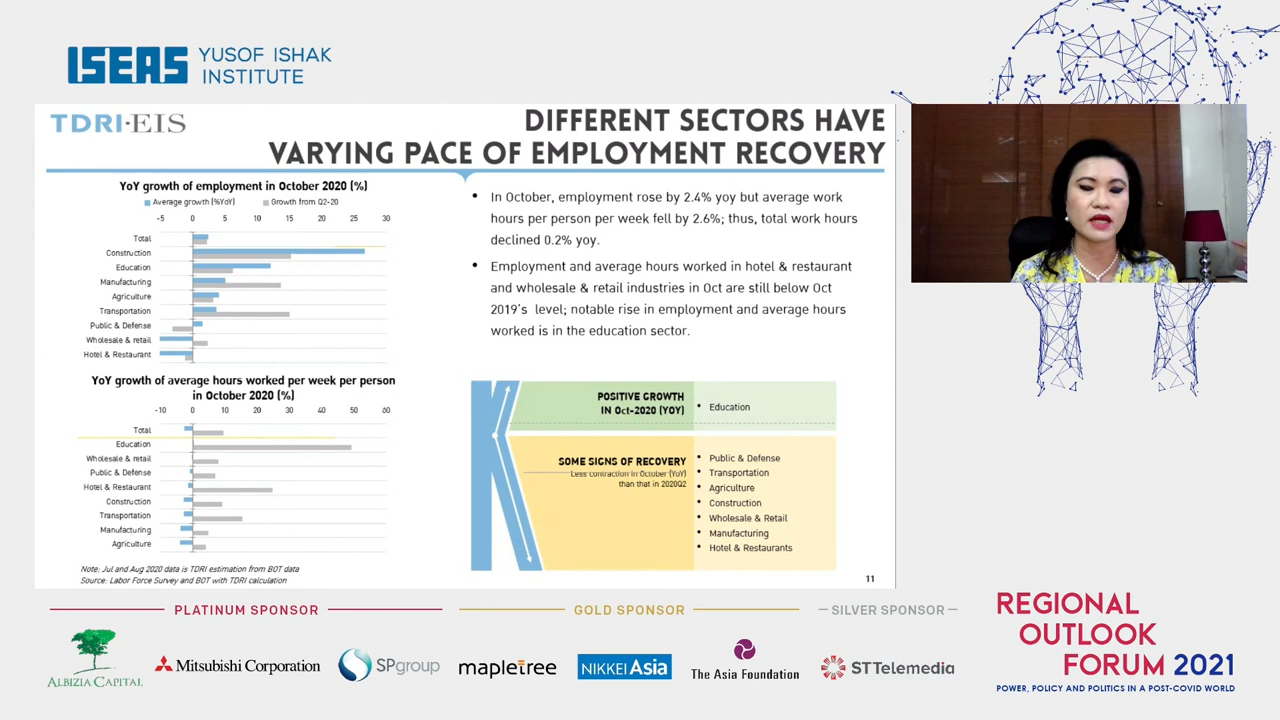 ISEAS YUSOF ISHAK
INSTITUTE
TDRI·EIS
DIFFERENT SECTORS HAVE
VARYING PACE OF EMPLOYMENT RECOVERY
YoY growth of employment in October 2020 (%)
Average growth (%YoY) Growth from Q2-20
-5 0 5 10 15 20 25 30
Total
Construction
Education
Manufacturing
Agriculture
Transportation
Public & Defense
Wholesale & retail
Hotel & Restaurant
YoY growth of average hours worked per week per person
in October 2020 (%)
-10 0 10 20 30 40 50 60
Total
Education
Wholesale & retail
Public & Defense
Hotel & Restaurant
Construction
Transportation
Manufacturing
Agriculture
Note: Jul and Aug 2020 data is TDRI estimation from BOT data
Source: Labor Force Survey and BOT with TDRI calculation
• In October, employment rose by 2.4% yoy but average work
hours per person per week fell by 2.6%; thus, total work hours
declined 0.2% yoy.
• Employment and average hours worked in hotel & restaurant
and wholesale & retail industries in Oct are still below Oct
2019's level; notable rise in employment and average hours
worked is in the education sector.
POSITIVE GROWTH
IN Oct-2020 (YOY)
• Education
SOME SIGNS OF RECOVERY
Less contraction in October (YoY)
than that in 2020Q2
• Public & Defense
• Transportation
• Agriculture
• Construction
• Wholesale & Retail
• Manufacturing
• Hotel & Restaurants
11
PLATINUM SPONSOR
GOLD SPONSOR
SILVER SPONSOR
ALBIZIA CAPITAL
Mitsubishi Corporation
SPgroup
mapletree
NIKKEI Asia
The Asia Foundation
ST Telemedia
REGIONAL
OUTLOOK
FORUM 2021
POWER, POLICY AND POLITICS IN A POST-COVID WORLD